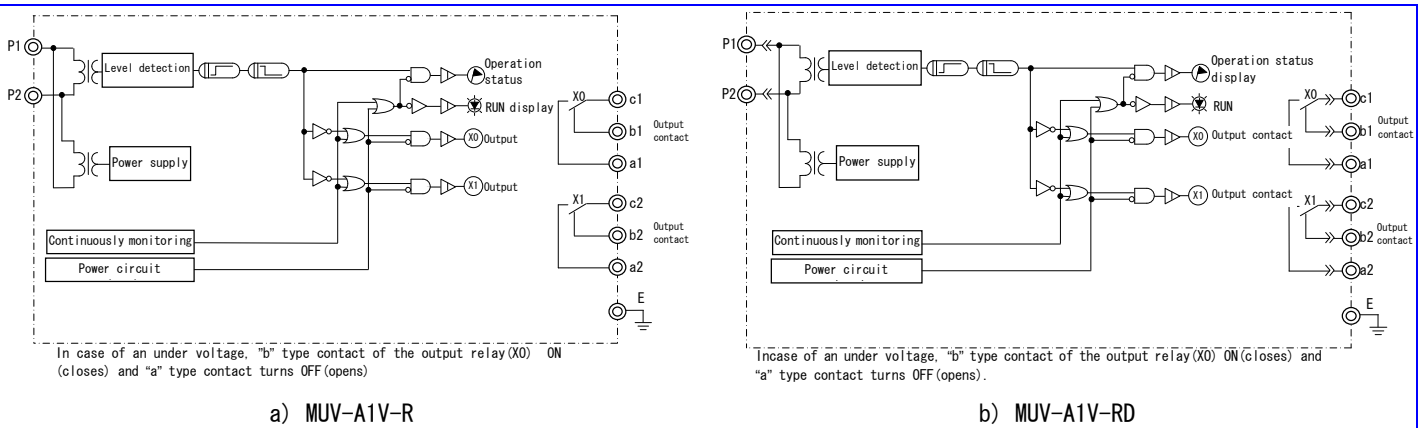 P1
Level detection
Operation
status
P2
RUN display
X0
Output
X0
c1
b1
Output
contact
a1
Power supply
X1
Output
X1
c2
b2
Output
contact
a2
Continuously monitoring
Power circuit
E
In case of an under voltage, "b" type contact of the output relay(X0) ON
(closes) and "a" type contact turns OFF(opens)
a) MUV-A1V-R
P1
Level detection
Operation status
display
P2
RUN
X0
Output contact
X0
c1
b1
Output
contact
a1
Power supply
X1
Output contact
X1
c2
b2
Output
contact
a2
Continuously monitoring
Power circuit
E
Incase of an under voltage, "b" type contact of the output relay(X0) ON(closes) and
"a" type contact turns OFF(opens).
b) MUV-A1V-RD